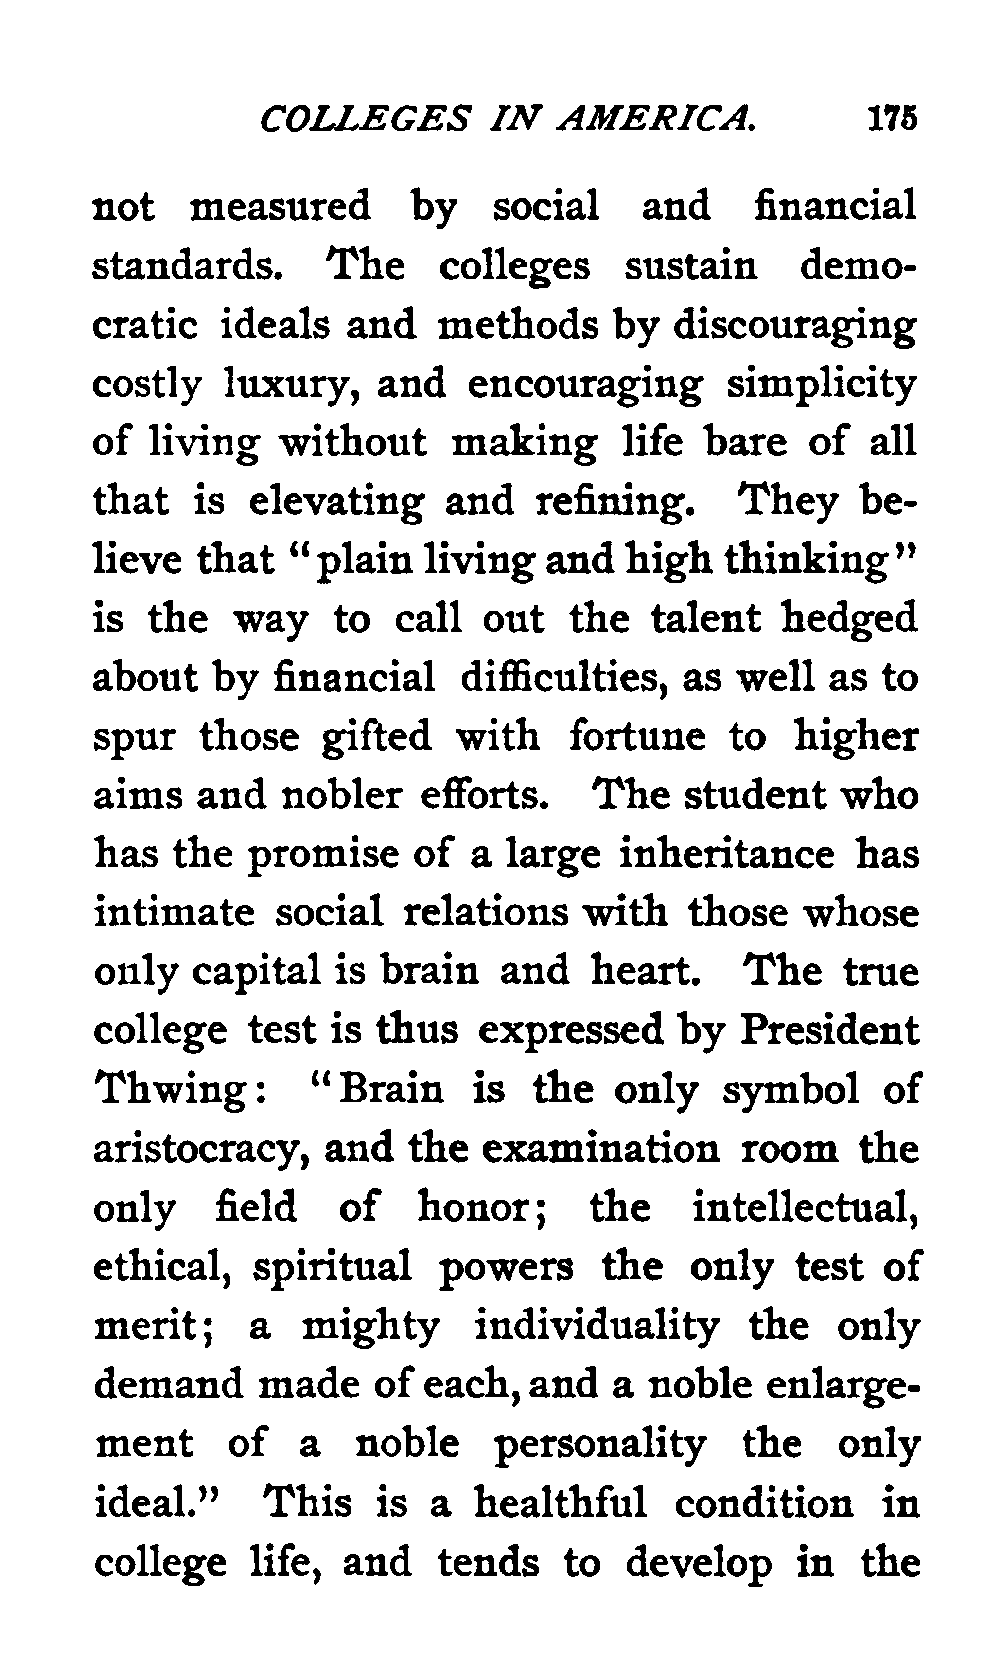 COLLEGES IN AMERICA. 175
not measured by social and financial
standards. The colleges sustain demo-
cratic ideals and methods by discouraging
costly luxury, and encouraging simplicity
of living without making life bare of all
that is elevating and refining. They be-
lieve that "plain living and high thinking"
is the way to call out the talent hedged
about by financial difficulties, as well as to
spur those gifted with fortune to higher
aims and nobler efforts. The student who
has the promise of a large inheritance has
intimate social relations with those whose
only capital is brain and heart. The true
college test is thus expressed by President
Thwing: "Brain is the only symbol of
aristocracy, and the examination room the
only field of honor; the intellectual,
ethical, spiritual powers the only test of
merit; a mighty individuality the only
demand made of each, and a noble enlarge-
ment of a noble personality the only
ideal." This is a healthful condition in
college life, and tends to develop in the